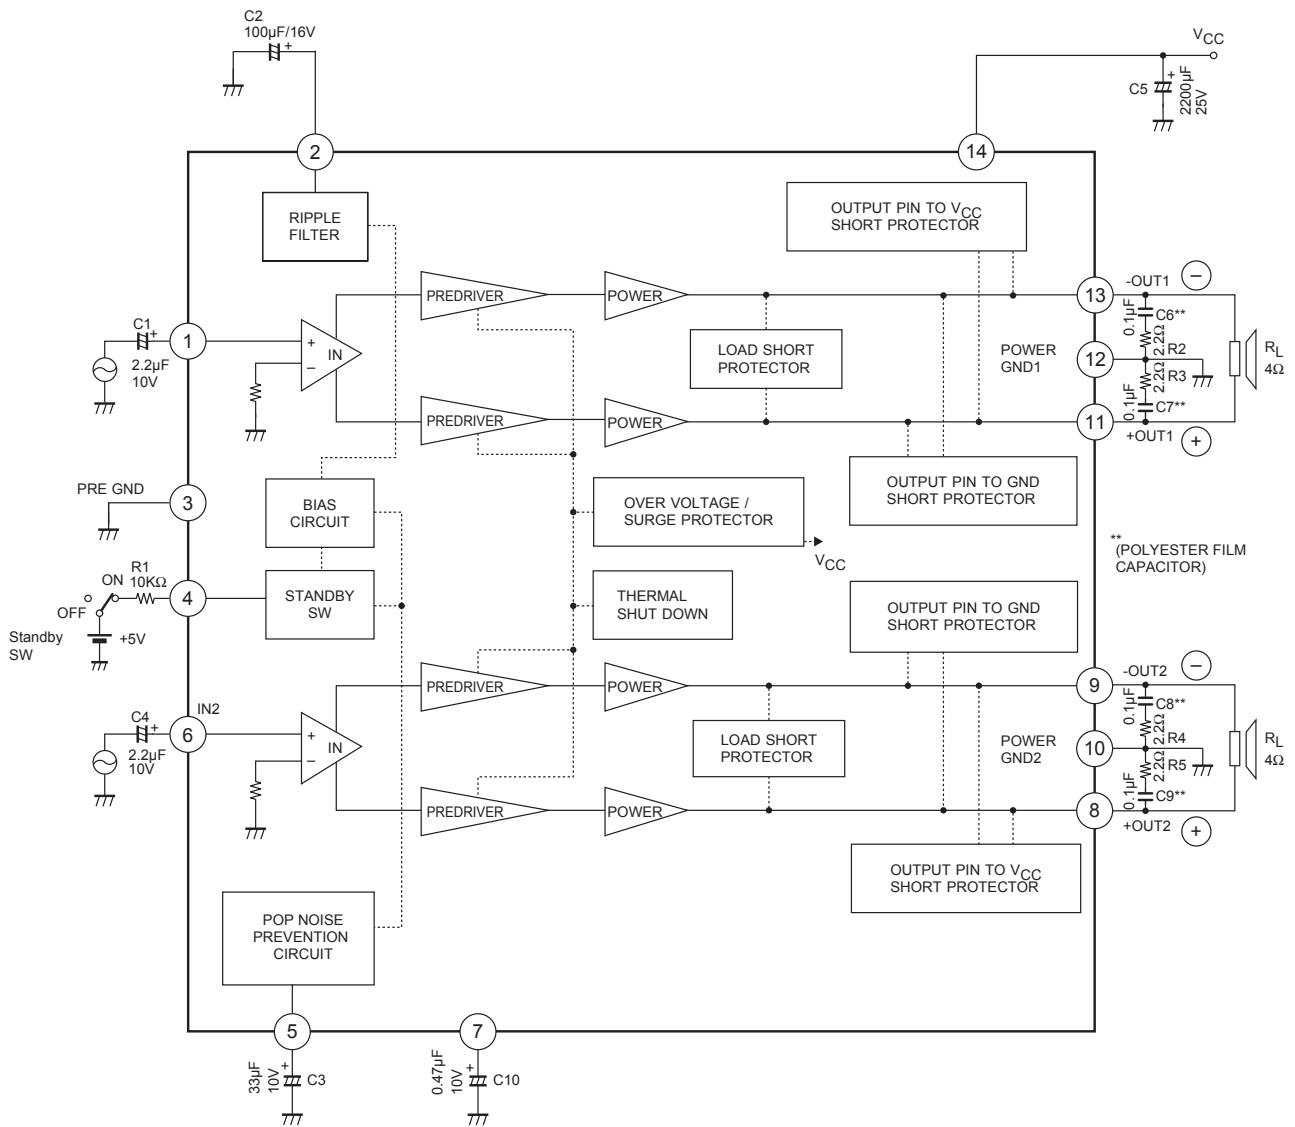 C2
100µF/16V
+
VCC
C5
+
2200µF
25V
2
14
RIPPLE
FILTER
OUTPUT PIN TO VCC
SHORT PROTECTOR
PREDRIVER
POWER
13
-OUT1
−
C1
+
2.2µF
10V
1
+
IN
−
LOAD SHORT
PROTECTOR
POWER
GND1
12
0.1µF
C6**
2.2Ω
R2
2.2Ω
R3
0.1µF
C7**
RL
4Ω
PREDRIVER
POWER
11
+OUT1
+
PRE GND
3
BIAS
CIRCUIT
OVER VOLTAGE /
SURGE PROTECTOR
VCC
OUTPUT PIN TO GND
SHORT PROTECTOR
**
(POLYESTER FILM
CAPACITOR)
ON
R1
10KΩ
4
OFF
Standby
SW
+5V
STANDBY
SW
THERMAL
SHUT DOWN
OUTPUT PIN TO GND
SHORT PROTECTOR
PREDRIVER
POWER
9
-OUT2
−
C4
+
2.2µF
10V
IN2
6
+
IN
−
LOAD SHORT
PROTECTOR
POWER
GND2
10
0.1µF
C8**
2.2Ω
R4
2.2Ω
R5
0.1µF
C9**
RL
4Ω
PREDRIVER
POWER
8
+OUT2
+
OUTPUT PIN TO VCC
SHORT PROTECTOR
POP NOISE
PREVENTION
CIRCUIT
5
7
33µF
10V
+
C3
0.47µF
10V
+
C10